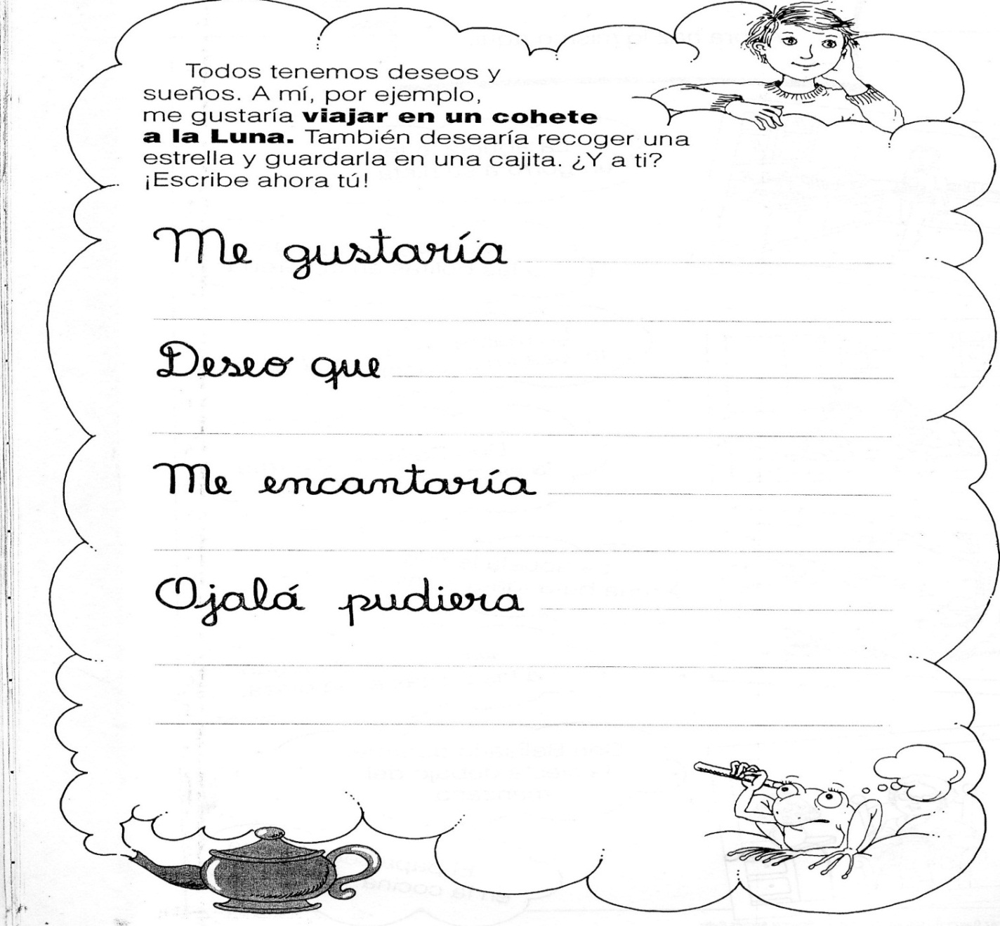 Todos tenemos deseos y
sueños. A mí, por ejemplo,
me gustaría viajar en un cohete
a la Luna. También desearía recoger una
estrella y guardarla en una cajita. ¿Y a ti?
¡Escribe ahora tú!
Me gustaría
Deseo que
Me encantaría
Ojalá pudiera